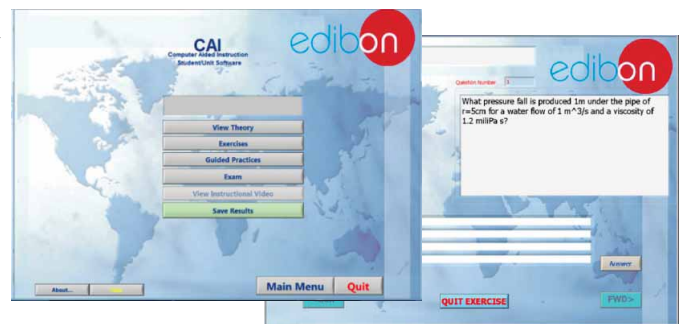 CAI
Computer Aided Instruction
Student/Unit Software
edibon
View Theory
Exercises
Guided Practices
Exam
View Instructional Video
Save Results
About...
Main Menu
Quit
edibon
Question Number 1
What pressure fall is produced 1m under the pipe of
r=5cm for a water flow of 1 m^3/s and a viscosity of
1.2 miliPa s?
Answer
QUIT EXERCISE
FWD>